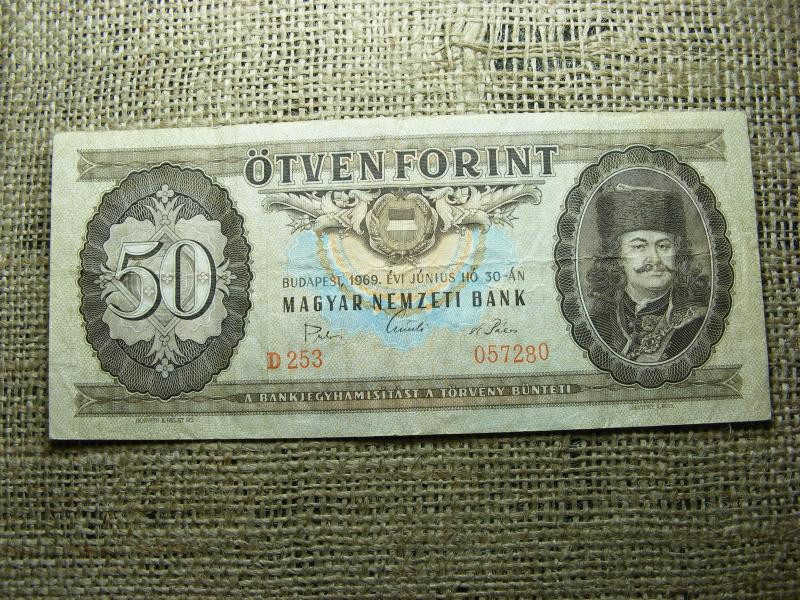 ÖTVEN FORINT
50
BUDAPEST, 1969. ÉVI JÚNIUS HÓ 30-ÁN
MAGYAR NEMZETI BANK
D 253 057280
A BANKJEGYHAMISÍTÁST A TÖRVÉNY BÜNTETI